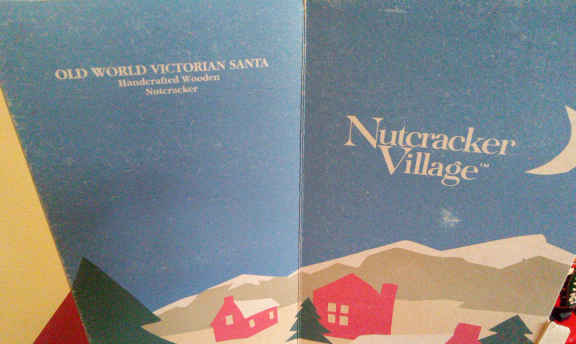 OLD WORLD VICTORIAN SANTA
Handcrafted Wooden
Nutcracker
Nutcracker
Village™